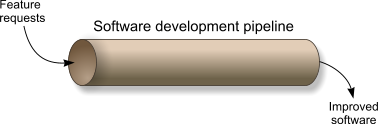 Feature
requests
Software development pipeline
Improved
software